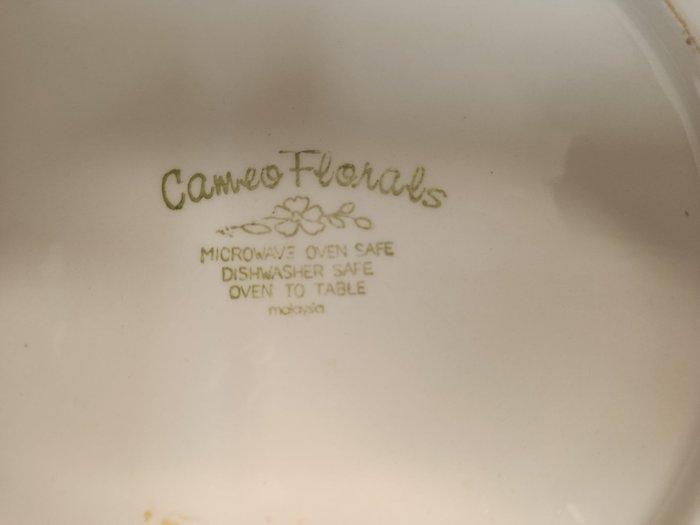 Cameo Florals
MICROWAVE OVEN SAFE
DISHWASHER SAFE
OVEN TO TABLE
malaysia